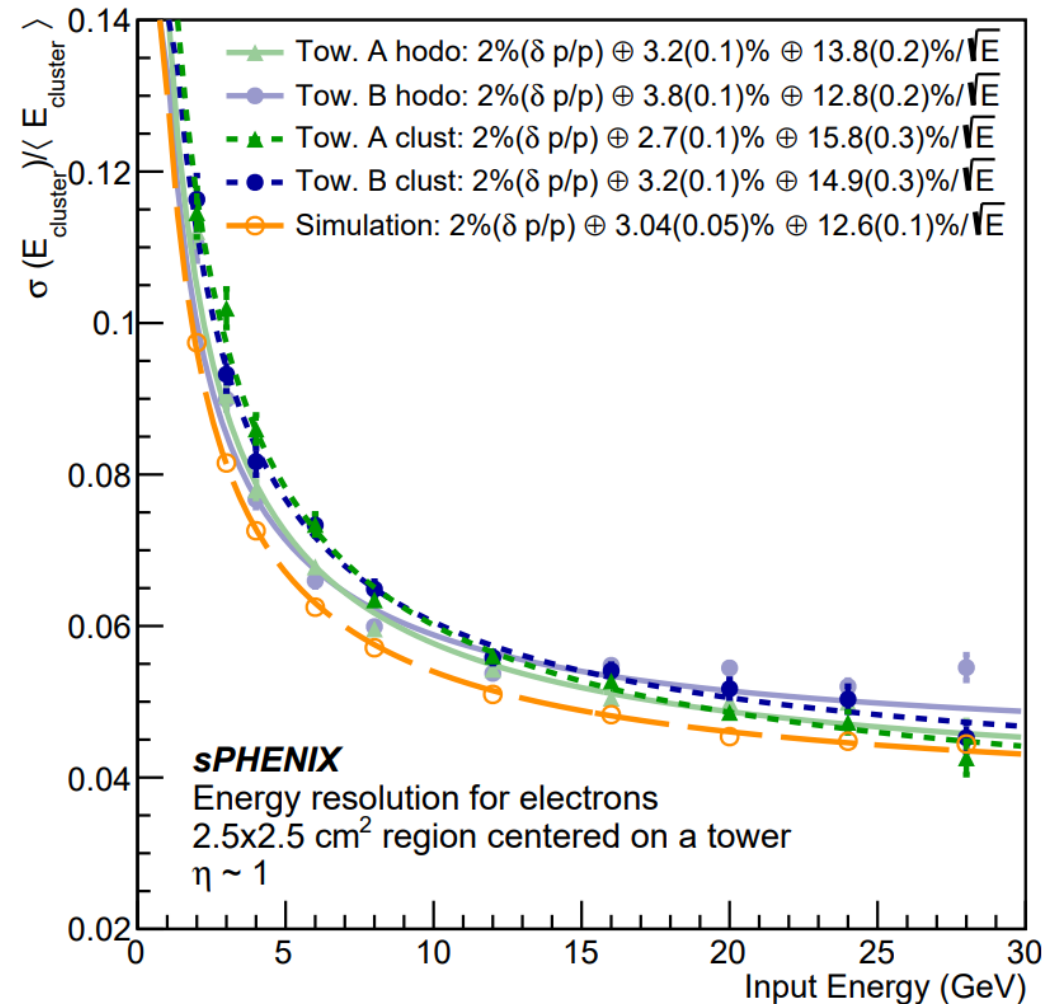 0.14
0.12
0.1
0.08
0.06
0.04
0.02
σ (E_cluster)/⟨ E_cluster ⟩
Tow. A hodo: 2%(δ p/p) ⊕ 3.2(0.1)% ⊕ 13.8(0.2)%/√E
Tow. B hodo: 2%(δ p/p) ⊕ 3.8(0.1)% ⊕ 12.8(0.2)%/√E
Tow. A clust: 2%(δ p/p) ⊕ 2.7(0.1)% ⊕ 15.8(0.3)%/√E
Tow. B clust: 2%(δ p/p) ⊕ 3.2(0.1)% ⊕ 14.9(0.3)%/√E
Simulation: 2%(δ p/p) ⊕ 3.04(0.05)% ⊕ 12.6(0.1)%/√E
sPHENIX
Energy resolution for electrons
2.5x2.5 cm² region centered on a tower
η ~ 1
0 5 10 15 20 25 30
Input Energy (GeV)